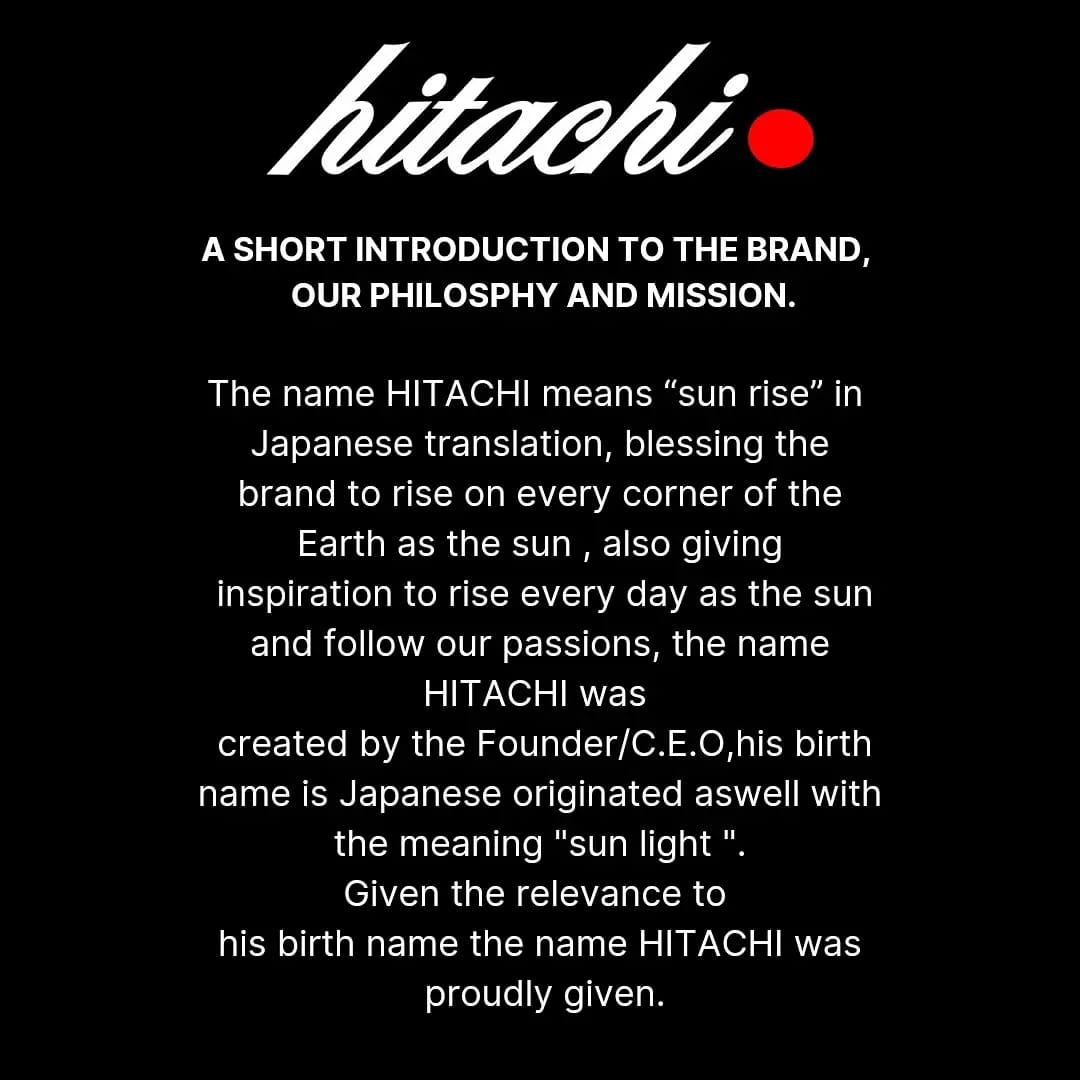 hitachi
A SHORT INTRODUCTION TO THE BRAND,
OUR PHILOSPHY AND MISSION.
The name HITACHI means “sun rise” in
Japanese translation, blessing the
brand to rise on every corner of the
Earth as the sun , also giving
inspiration to rise every day as the sun
and follow our passions, the name
HITACHI was
created by the Founder/C.E.O,his birth
name is Japanese originated aswell with
the meaning "sun light ".
Given the relevance to
his birth name the name HITACHI was
proudly given.